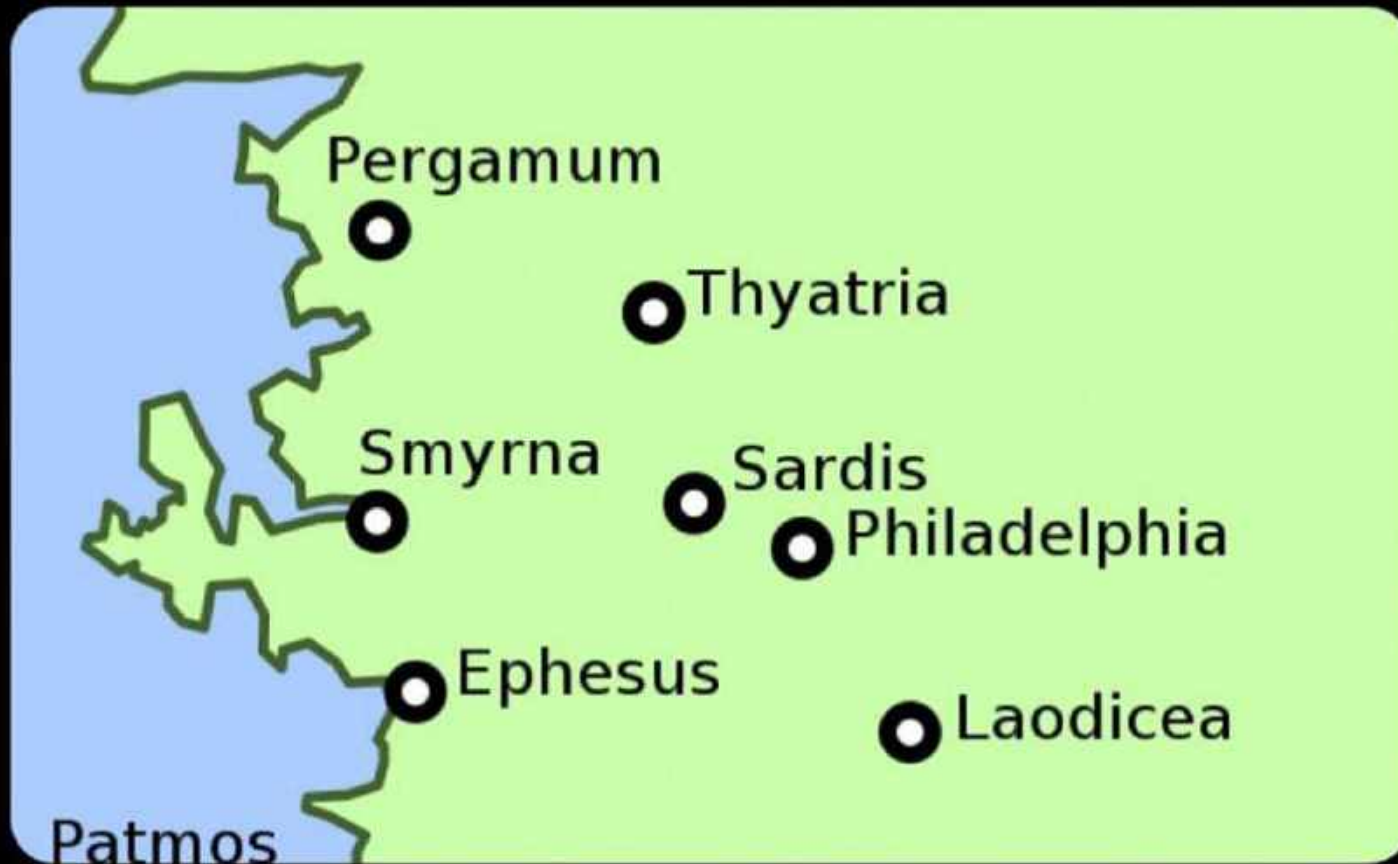 Pergamum
Thyatria
Smyrna
Sardis
Philadelphia
Ephesus
Laodicea
Patmos